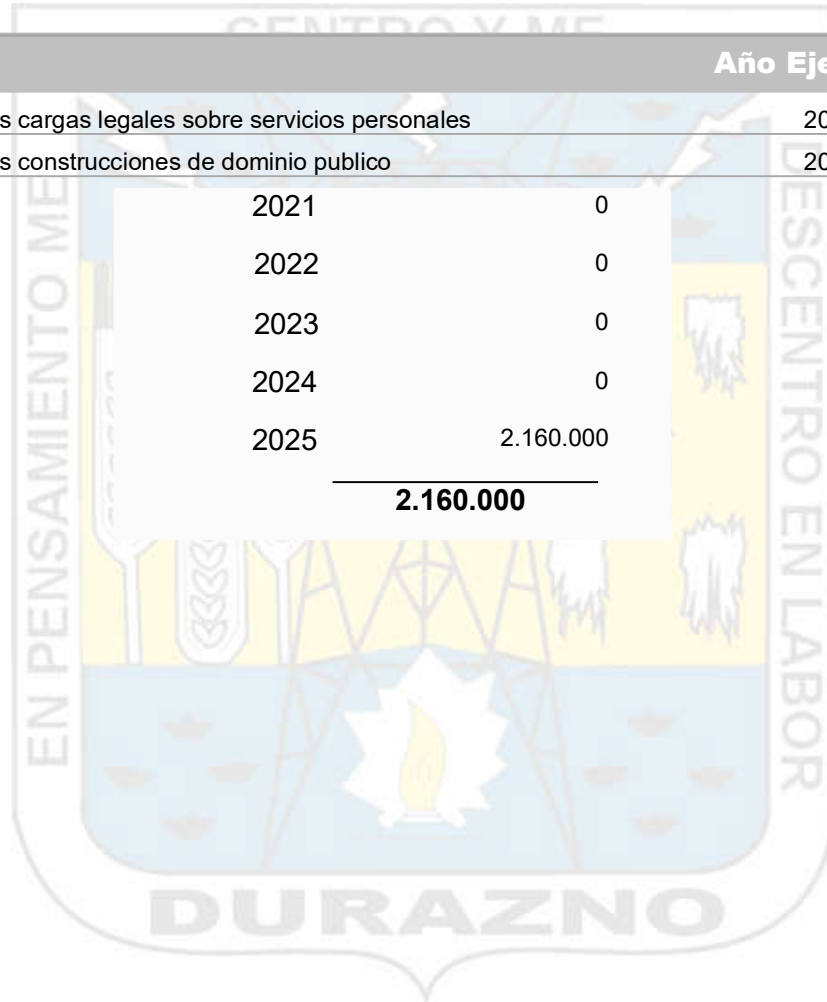 CENTRO Y ME
Año Eje
s cargas legales sobre servicios personales 20
s construcciones de dominio publico 20
2021 0
2022 0
2023 0
2024 0
2025 2.160.000
2.160.000
EN PENSAMIENTO ME
DESCENTRO EN LABOR
DURAZNO